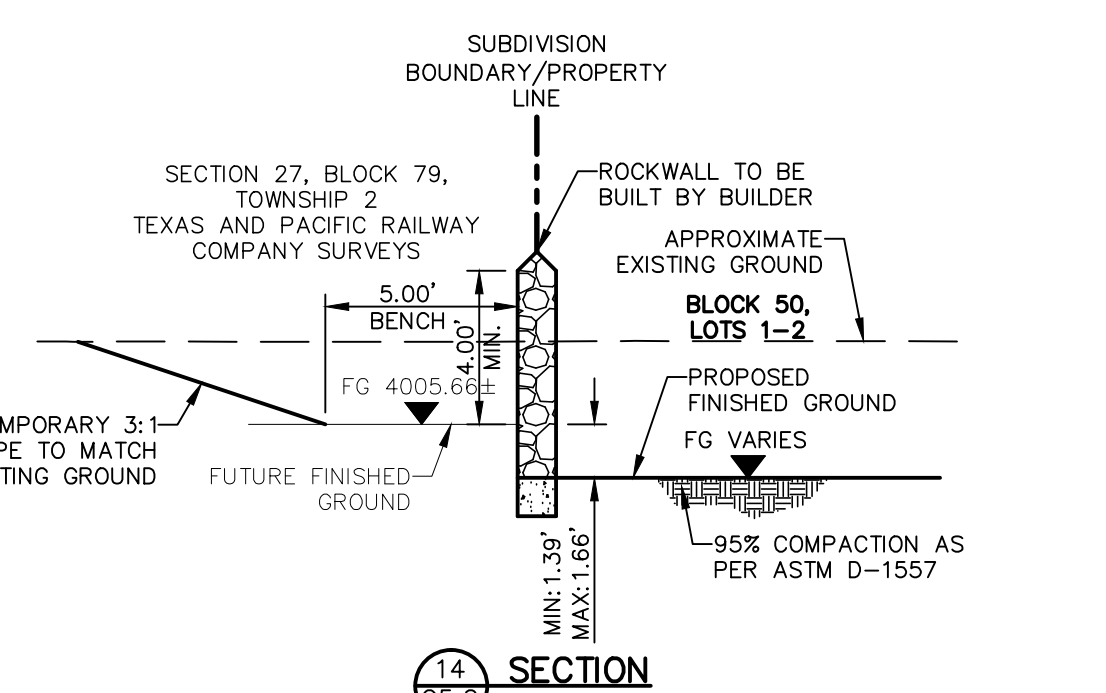 SUBDIVISION
BOUNDARY/PROPERTY
LINE
SECTION 27, BLOCK 79,
TOWNSHIP 2
TEXAS AND PACIFIC RAILWAY
COMPANY SURVEYS
ROCKWALL TO BE
BUILT BY BUILDER
APPROXIMATE
EXISTING GROUND
BLOCK 50,
LOTS 1-2
5.00'
BENCH
4.00'
MIN.
FG 4005.66±
PROPOSED
FINISHED GROUND
FG VARIES
MPORARY 3:1
PE TO MATCH
TING GROUND
FUTURE FINISHED
GROUND
MIN: 1.39'
MAX: 1.66'
95% COMPACTION AS
PER ASTM D-1557
14
SECTION